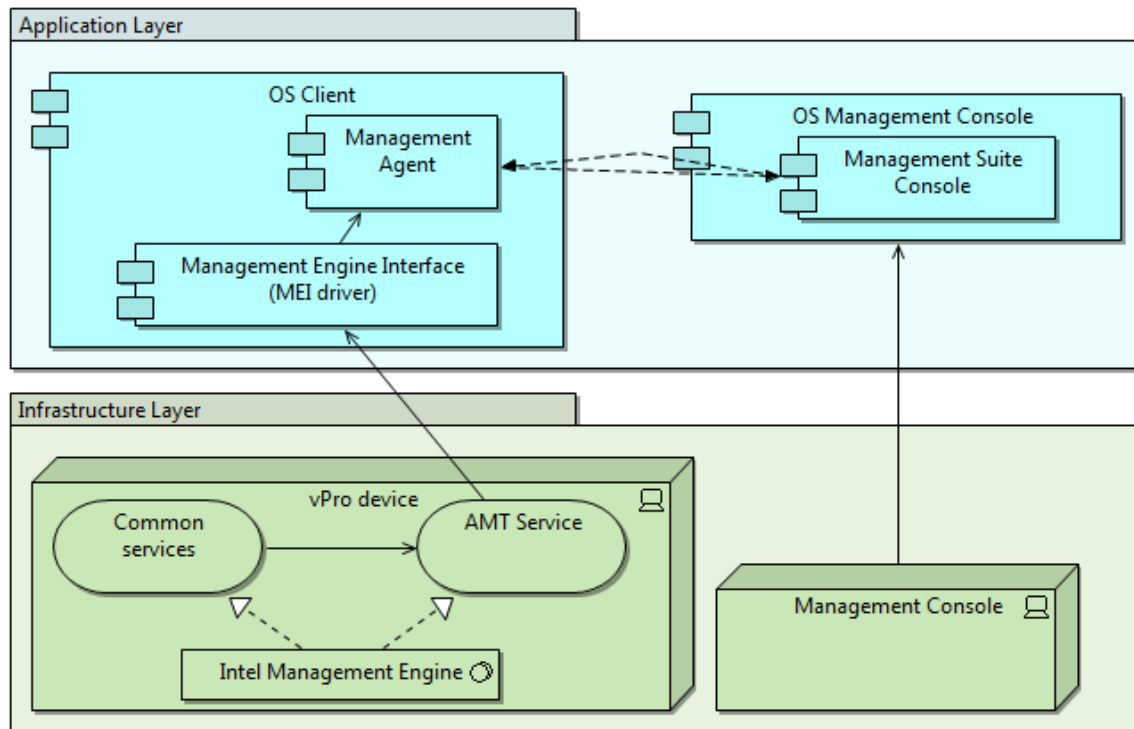 Application Layer
OS Client
Management
Agent
Management Engine Interface
(MEI driver)
OS Management Console
Management Suite
Console
Infrastructure Layer
vPro device
Common
services
AMT Service
Intel Management Engine
Management Console